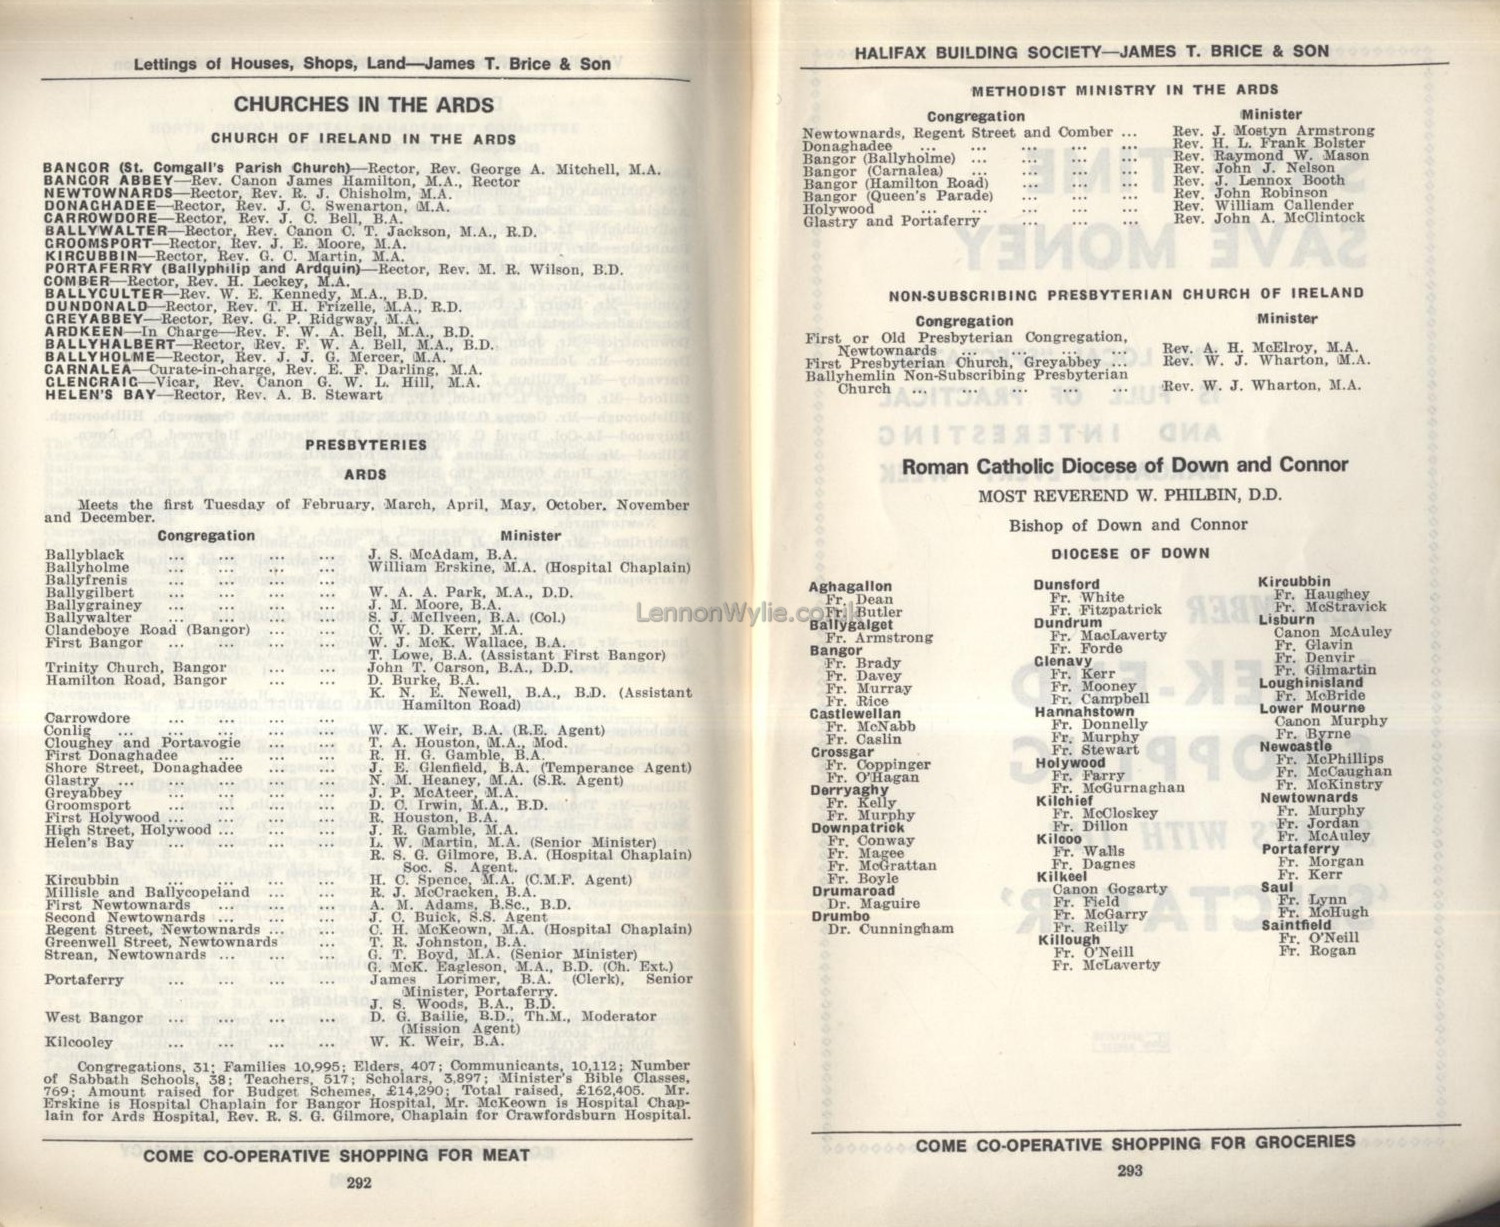 Lettings of Houses, Shops, Land—James T. Brice & Son
CHURCHES IN THE ARDS
CHURCH OF IRELAND IN THE ARDS
BANGOR (St. Comgall's Parish Church)—Rector, Rev. George A. Mitchell, M.A.
BANGOR ABBEY—Rev. Canon James Hamilton, M.A., Rector
NEWTOWNARDS—Rector, Rev. R. J. Chisholm, M.A.
DONAGHADEE—Rector, Rev. J. C. Swenarton, M.A.
CARROWDORE—Rector, Rev. J. C. Bell, B.A.
BALLYWALTER—Rector, Rev. Canon C. T. Jackson, M.A., R.D.
GROOMSPORT—Rector, Rev. J. E. Moore, M.A.
KIRCUBBIN—Rector, Rev. G. C. Martin, M.A.
PORTAFERRY (Ballyphilip and Ardquin)—Rector, Rev. M. R. Wilson, B.D.
COMBER—Rector, Rev. H. Leckey, M.A.
BALLYCULTER—Rev. W. E. Kennedy, M.A., B.D.
DUNDONALD—Rector, Rev. T. H. Frizelle, M.A., R.D.
GREYABBEY—Rector, Rev. G. P. Ridgway, M.A.
ARDKEEN—In Charge—Rev. F. W. A. Bell, M.A., B.D.
BALLYHALBERT—Rector, Rev. F. W. A. Bell, M.A., B.D.
BALLYHOLME—Rector, Rev. J. J. G. Mercer, M.A.
CARNALEA—Curate-in-charge, Rev. E. F. Darling, M.A.
GLENCRAIG—Vicar, Rev. Canon G. W. L. Hill, M.A.
HELEN'S BAY—Rector, Rev. A. B. Stewart
PRESBYTERIES
ARDS
Meets the first Tuesday of February, March, April, May, October, November
and December.
Congregation Minister
Ballyblack ... ... ... ... J. S. McAdam, B.A.
Ballyholme ... ... ... ... William Erskine, M.A. (Hospital Chaplain)
Ballyfrenis ... ... ... ...
Ballygilbert ... ... ... ... W. A. A. Park, M.A., D.D.
Ballygrainey ... ... ... ... J. M. Moore, B.A.
Ballywalter ... ... ... ... S. J. McIlveen, B.A. (Col.)
Clandeboye Road (Bangor) ... ... C. W. D. Kerr, M.A.
First Bangor ... ... ... ... W. J. McK. Wallace, B.A.
T. Lowe, B.A. (Assistant First Bangor)
Trinity Church, Bangor ... ... John T. Carson, B.A., D.D.
Hamilton Road, Bangor ... ... D. Burke, B.A.
K. N. E. Newell, B.A., B.D. (Assistant
Hamilton Road)
Carrowdore ... ... ... ...
Conlig ... ... ... ... ... W. K. Weir, B.A. (R.E. Agent)
Cloughey and Portavogie ... ... T. A. Houston, M.A., Mod.
First Donaghadee ... ... ... R. H. G. Gamble, B.A.
Shore Street, Donaghadee ... ... J. E. Glenfield, B.A. (Temperance Agent)
Glastry ... ... ... ... ... N. M. Heaney, M.A. (S.R. Agent)
Greyabbey ... ... ... ... J. P. McAteer, M.A.
Groomsport ... ... ... ... D. C. Irwin, M.A., B.D.
First Holywood ... ... ... ... R. Houston, B.A.
High Street, Holywood ... ... ... J. R. Gamble, M.A.
Helen's Bay ... ... ... ... L. W. Martin, M.A. (Senior Minister)
R. S. G. Gilmore, B.A. (Hospital Chaplain)
Soc. S. Agent.
Kircubbin ... ... ... ... H. C. Spence, M.A. (C.M.F. Agent)
Millisle and Ballycopeland ... ... R. J. McCracken, B.A.
First Newtownards ... ... ... A. M. Adams, B.Sc., B.D.
Second Newtownards ... ... ... J. C. Buick, S.S. Agent
Regent Street, Newtownards ... ... C. H. McKeown, M.A. (Hospital Chaplain)
Greenwell Street, Newtownards ... T. R. Johnston, B.A.
Strean, Newtownards ... ... ... G. T. Boyd, M.A. (Senior Minister)
G. McK. Eagleson, M.A., B.D. (Ch. Ext.)
Portaferry ... ... ... ... James Lorimer, B.A. (Clerk), Senior
Minister, Portaferry.
J. S. Woods, B.A., B.D.
West Bangor ... ... ... ... D. G. Bailie, B.D., Th.M., Moderator
(Mission Agent)
Kilcooley ... ... ... ... W. K. Weir, B.A.
Congregations, 31; Families 10,995; Elders, 407; Communicants, 10,112; Number
of Sabbath Schools, 38; Teachers, 517; Scholars, 3,897; Minister's Bible Classes,
769; Amount raised for Budget Schemes, £14,290; Total raised, £162,405. Mr.
Erskine is Hospital Chaplain for Bangor Hospital, Mr. McKeown is Hospital Chap-
lain for Ards Hospital, Rev. R. S. G. Gilmore, Chaplain for Crawfordsburn Hospital.
COME CO-OPERATIVE SHOPPING FOR MEAT
292
HALIFAX BUILDING SOCIETY—JAMES T. BRICE & SON
METHODIST MINISTRY IN THE ARDS
Congregation Minister
Newtownards, Regent Street and Comber ... Rev. J. Mostyn Armstrong
Donaghadee ... ... ... ... ... Rev. H. L. Frank Bolster
Bangor (Ballyholme) ... ... ... ... Rev. Raymond W. Mason
Bangor (Carnalea) ... ... ... ... Rev. John J. Nelson
Bangor (Hamilton Road) ... ... ... Rev. J. Lennox Booth
Bangor (Queen's Parade) ... ... ... Rev. John Robinson
Holywood ... ... ... ... ... Rev. William Callender
Glastry and Portaferry ... ... ... Rev. John A. McClintock
NON-SUBSCRIBING PRESBYTERIAN CHURCH OF IRELAND
Congregation Minister
First or Old Presbyterian Congregation,
Newtownards ... ... ... ... Rev. A. H. McElroy, M.A.
First Presbyterian Church, Greyabbey ... ... Rev. W. J. Wharton, M.A.
Ballyhemlin Non-Subscribing Presbyterian
Church ... ... ... ... ... Rev. W. J. Wharton, M.A.
Roman Catholic Diocese of Down and Connor
MOST REVEREND W. PHILBIN, D.D.
Bishop of Down and Connor
DIOCESE OF DOWN
Aghagallon
Fr. Dean
Fr. Butler
Ballygalget
Fr. Armstrong
Bangor
Fr. Brady
Fr. Davey
Fr. Murray
Fr. Rice
Castlewellan
Fr. McNabb
Fr. Caslin
Crossgar
Fr. Coppinger
Fr. O'Hagan
Derryaghy
Fr. Kelly
Fr. Murphy
Downpatrick
Fr. Conway
Fr. Magee
Fr. McGrattan
Fr. Boyle
Drumaroad
Dr. Maguire
Drumbo
Dr. Cunningham
Dunsford
Fr. White
Fr. Fitzpatrick
Dundrum
Fr. MacLaverty
Fr. Forde
Glenavy
Fr. Kerr
Fr. Mooney
Fr. Campbell
Hannahstown
Fr. Donnelly
Fr. Murphy
Fr. Stewart
Holywood
Fr. Farry
Fr. McGurnaghan
Kilchief
Fr. McCloskey
Fr. Dillon
Kilcoo
Fr. Walls
Fr. Dagnes
Kilkeel
Canon Gogarty
Fr. Field
Fr. McGarry
Fr. Reilly
Killough
Fr. O'Neill
Fr. McLaverty
Kircubbin
Fr. Haughey
Fr. McStravick
Lisburn
Canon McAuley
Fr. Glavin
Fr. Denvir
Fr. Gilmartin
Loughinisland
Fr. McBride
Lower Mourne
Canon Murphy
Fr. Byrne
Newcastle
Fr. McPhillips
Fr. McCaughan
Fr. McKinstry
Newtownards
Fr. Murphy
Fr. Jordan
Fr. McAuley
Portaferry
Fr. Morgan
Fr. Kerr
Saul
Fr. Lynn
Fr. McHugh
Saintfield
Fr. O'Neill
Fr. Rogan
COME CO-OPERATIVE SHOPPING FOR GROCERIES
293
LennonWylie.co.uk